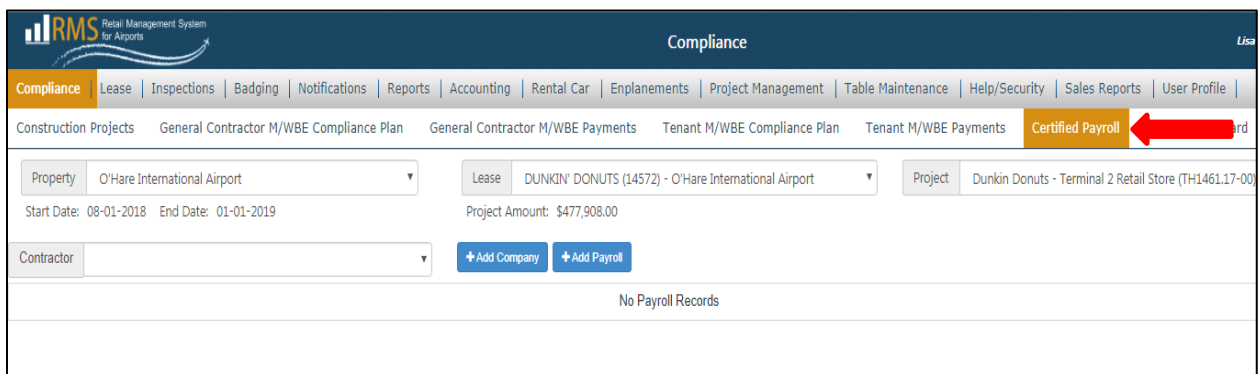 RMS Retail Management System
for Airports
Compliance
Lisa
Compliance | Lease | Inspections | Badging | Notifications | Reports | Accounting | Rental Car | Enplanements | Project Management | Table Maintenance | Help/Security | Sales Reports | User Profile |
Construction Projects General Contractor M/WBE Compliance Plan General Contractor M/WBE Payments Tenant M/WBE Compliance Plan Tenant M/WBE Payments Certified Payroll
Property O'Hare International Airport Lease DUNKIN' DONUTS (14572) - O'Hare International Airport Project Dunkin Donuts - Terminal 2 Retail Store (TH1461.17-00)
Start Date: 08-01-2018 End Date: 01-01-2019 Project Amount: $477,908.00
Contractor +Add Company +Add Payroll
No Payroll Records